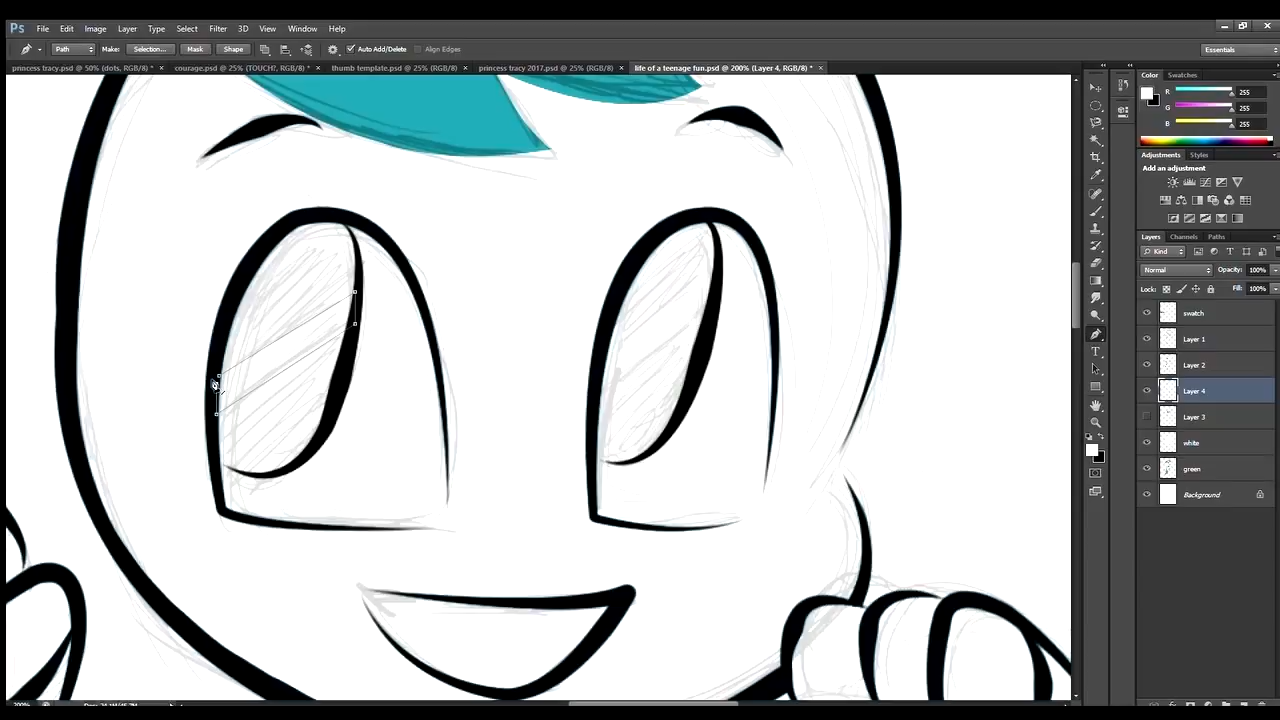 Ps File Edit Image Layer Type Select Filter 3D View Window Help
Path Make: Selection... Mask Shape Auto Add/Delete Align Edges Essentials
princess tracy.psd @ 50% (dots, RGB/8) * × courage.psd @ 25% (TOUCH!, RGB/8) * × thumb template.psd @ 25% (RGB/8) × princess tracy 2017.psd @ 25% (RGB/8) × life of a teenage fun.psd @ 200% (Layer 4, RGB/8) * ×
Color Swatches
R 255
G 255
B 255
Adjustments Styles
Add an adjustment
Layers Channels Paths
Kind
Normal Opacity: 100%
Lock: Fill: 100%
swatch
Layer 1
Layer 2
Layer 4
Layer 3
white
green
Background